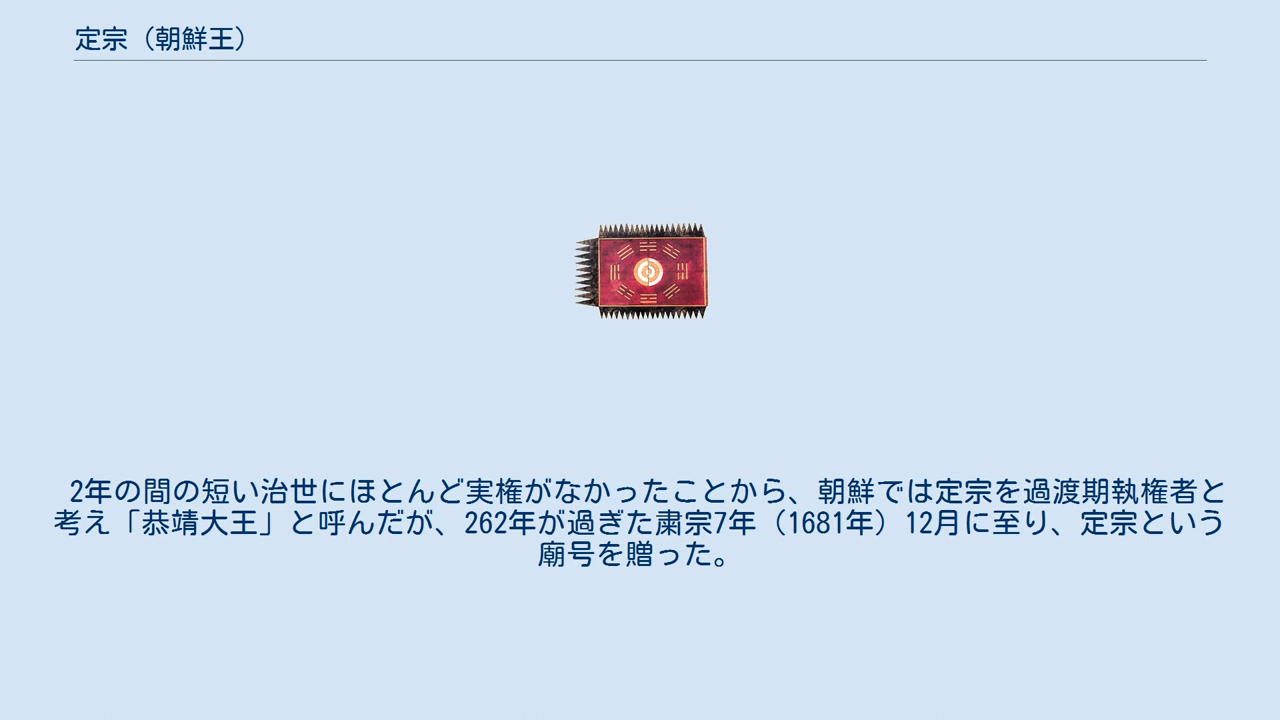 定宗（朝鮮王）
2年の間の短い治世にほとんど実権がなかったことから、朝鮮では定宗を過渡期執権者と
考え「恭靖大王」と呼んだが、262年が過ぎた粛宗7年（1681年）12月に至り、定宗という
廟号を贈った。